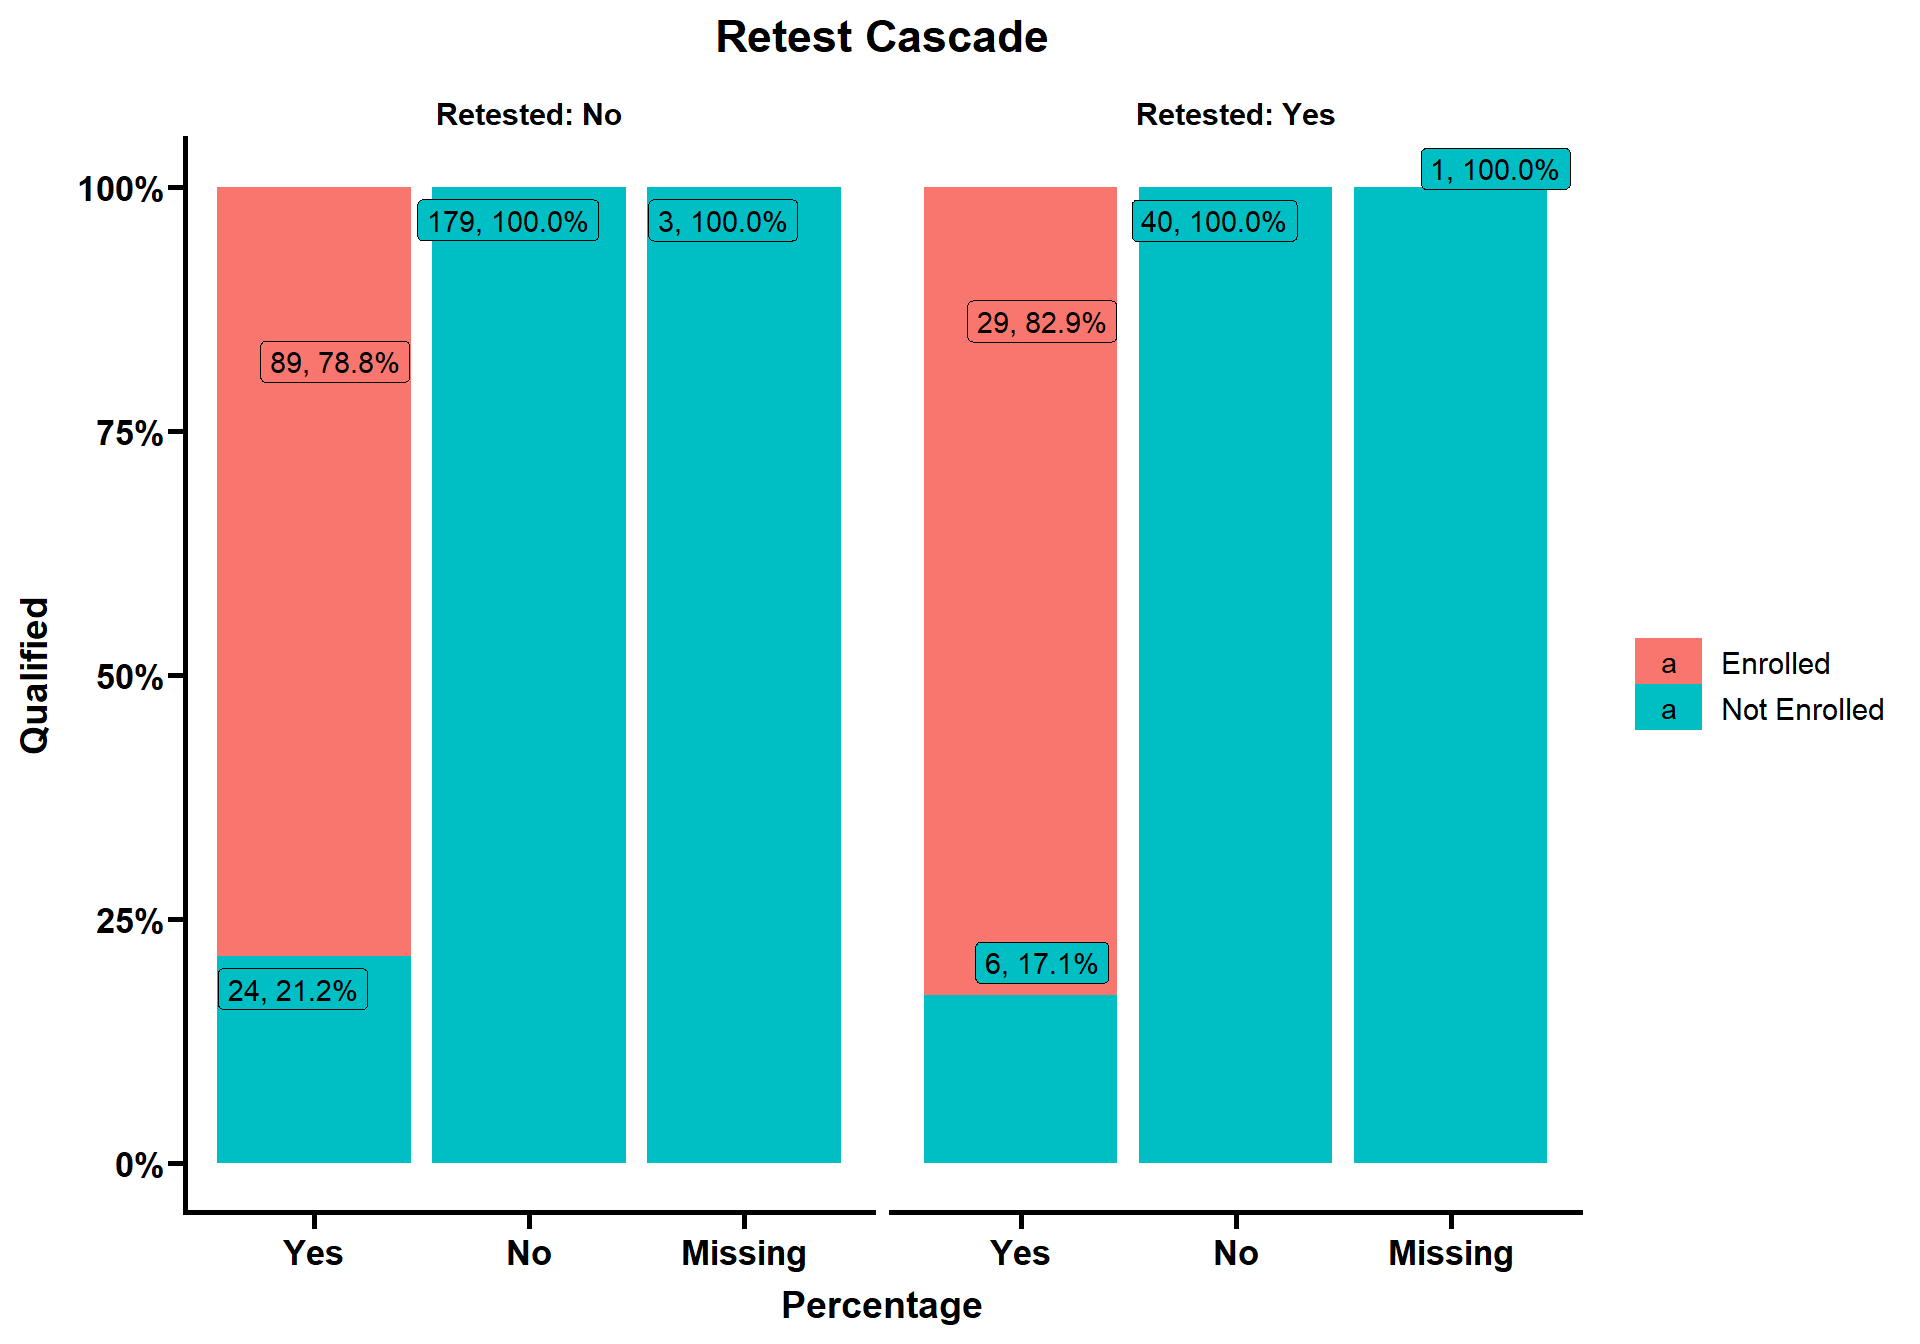 Retest Cascade
Retested: No
Retested: Yes
100%
75%
50%
25%
0%
Qualified
89, 78.8%
24, 21.2%
179, 100.0%
3, 100.0%
29, 82.9%
6, 17.1%
40, 100.0%
1, 100.0%
Yes
No
Missing
Yes
No
Missing
Percentage
a Enrolled
a Not Enrolled